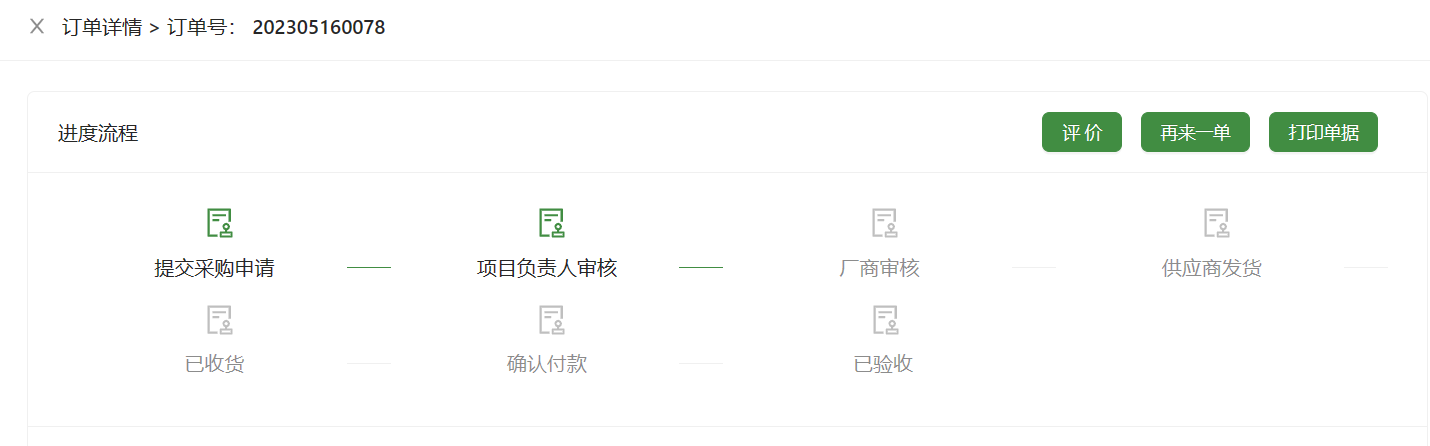 订单详情 > 订单号： 202305160078
进度流程
评 价
再来一单
打印单据
提交采购申请
项目负责人审核
厂商审核
供应商发货
已收货
确认付款
已验收